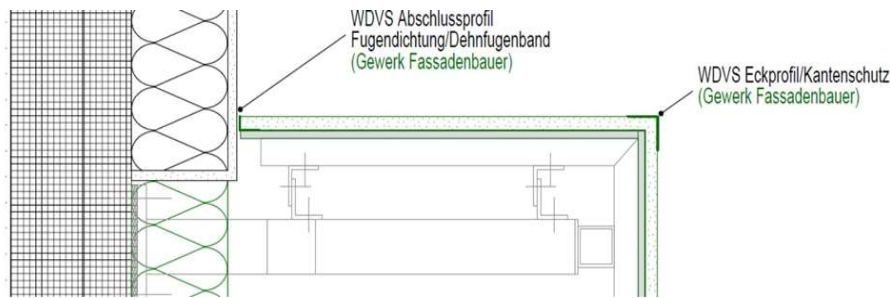 WDVS Abschlussprofil
Fugendichtung/Dehnfugenband
(Gewerk Fassadenbauer)
WDVS Eckprofil/Kantenschutz
(Gewerk Fassadenbauer)